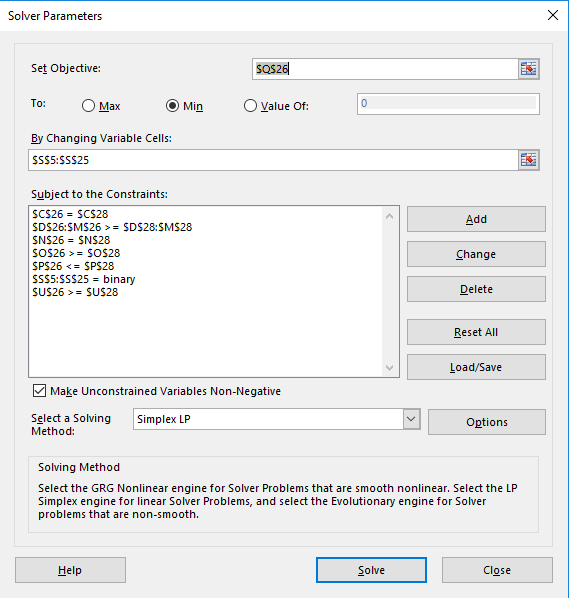 Solver Parameters
Set Objective:
$Q$26
To:
Max
Min
Value Of:
0
By Changing Variable Cells:
$S$5:$S$25
Subject to the Constraints:
$C$26 = $C$28
$D$26:$M$26 >= $D$28:$M$28
$N$26 = $N$28
$O$26 >= $O$28
$P$26 <= $P$28
$S$5:$S$25 = binary
$U$26 >= $U$28
Add
Change
Delete
Reset All
Load/Save
Make Unconstrained Variables Non-Negative
Select a Solving
Method:
Simplex LP
Options
Solving Method
Select the GRG Nonlinear engine for Solver Problems that are smooth nonlinear. Select the LP
Simplex engine for linear Solver Problems, and select the Evolutionary engine for Solver
problems that are non-smooth.
Help
Solve
Close